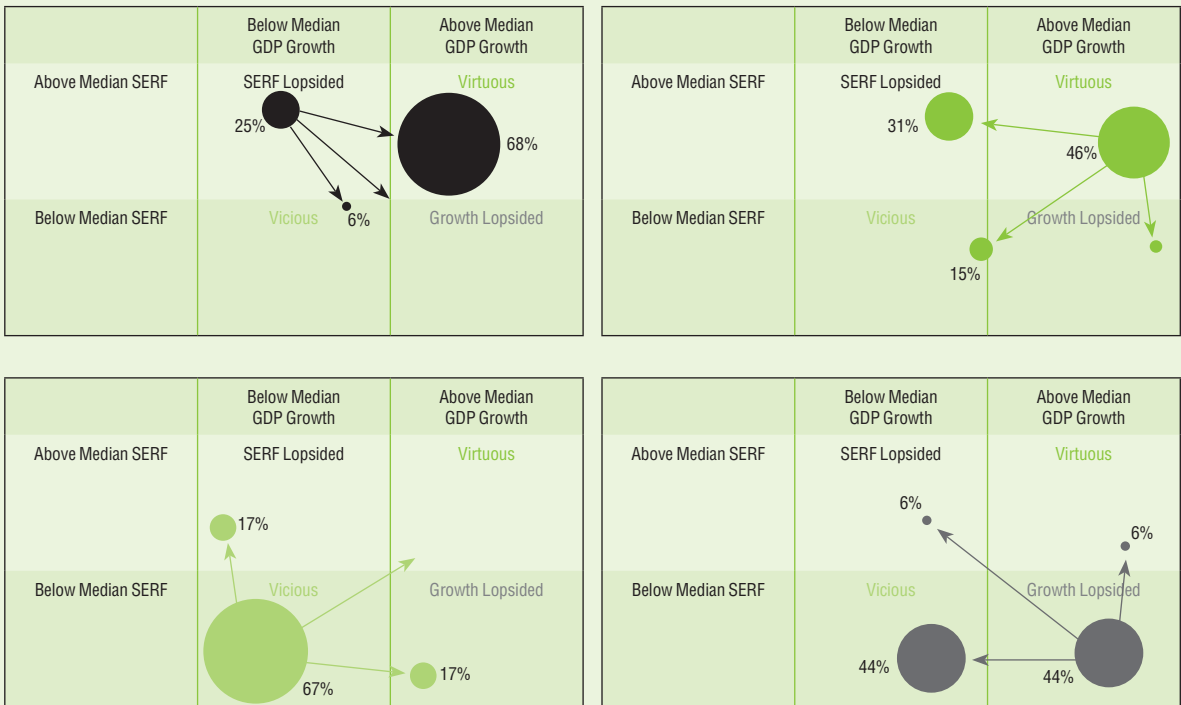 Below Median
GDP Growth
Above Median
GDP Growth
Above Median SERF
SERF Lopsided
Virtuous
25%
68%
Below Median SERF
Vicious
6%
Growth Lopsided
Below Median
GDP Growth
Above Median
GDP Growth
Above Median SERF
SERF Lopsided
Virtuous
31%
46%
Below Median SERF
Vicious
Growth Lopsided
15%
Below Median
GDP Growth
Above Median
GDP Growth
Above Median SERF
SERF Lopsided
Virtuous
17%
Below Median SERF
Vicious
Growth Lopsided
17%
67%
Below Median
GDP Growth
Above Median
GDP Growth
Above Median SERF
SERF Lopsided
Virtuous
6%
6%
Below Median SERF
Vicious
Growth Lopsided
44%
44%